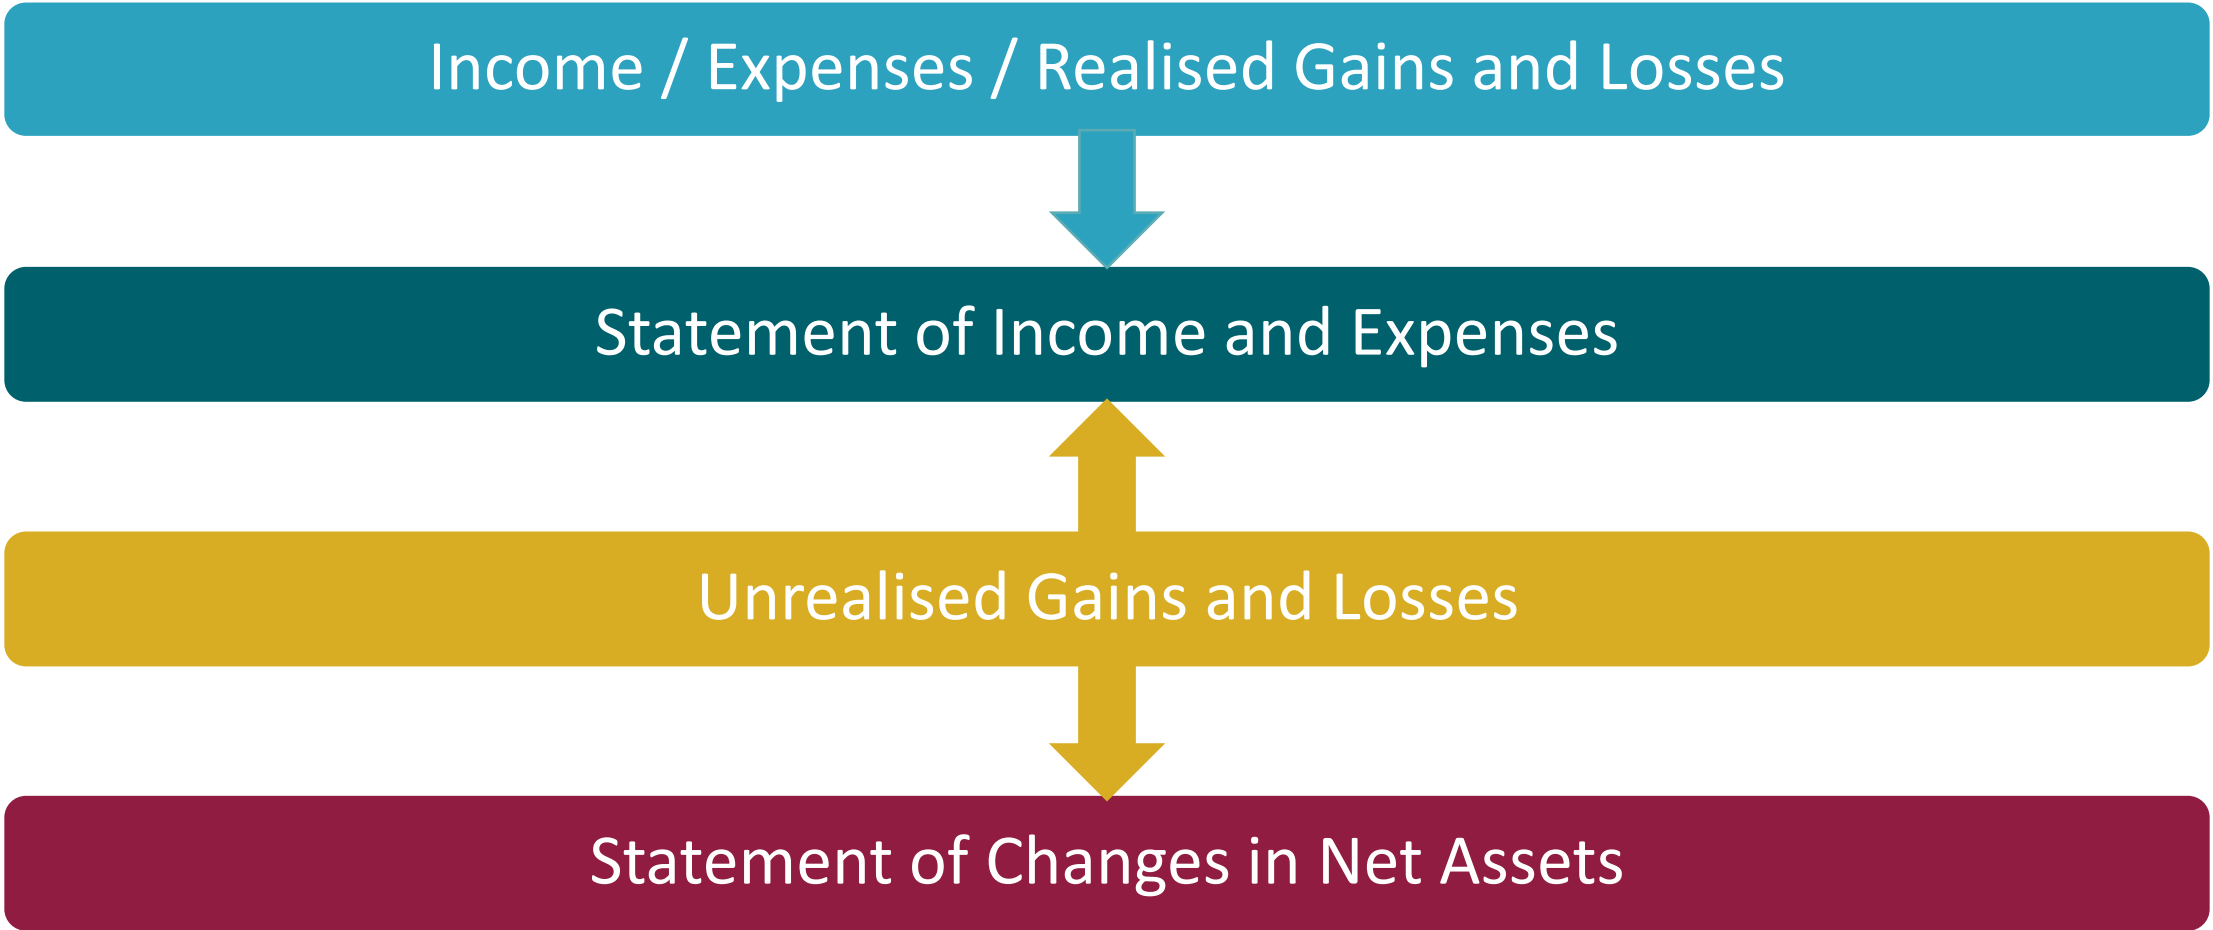 Income / Expenses / Realised Gains and Losses
Statement of Income and Expenses
Unrealised Gains and Losses
Statement of Changes in Net Assets